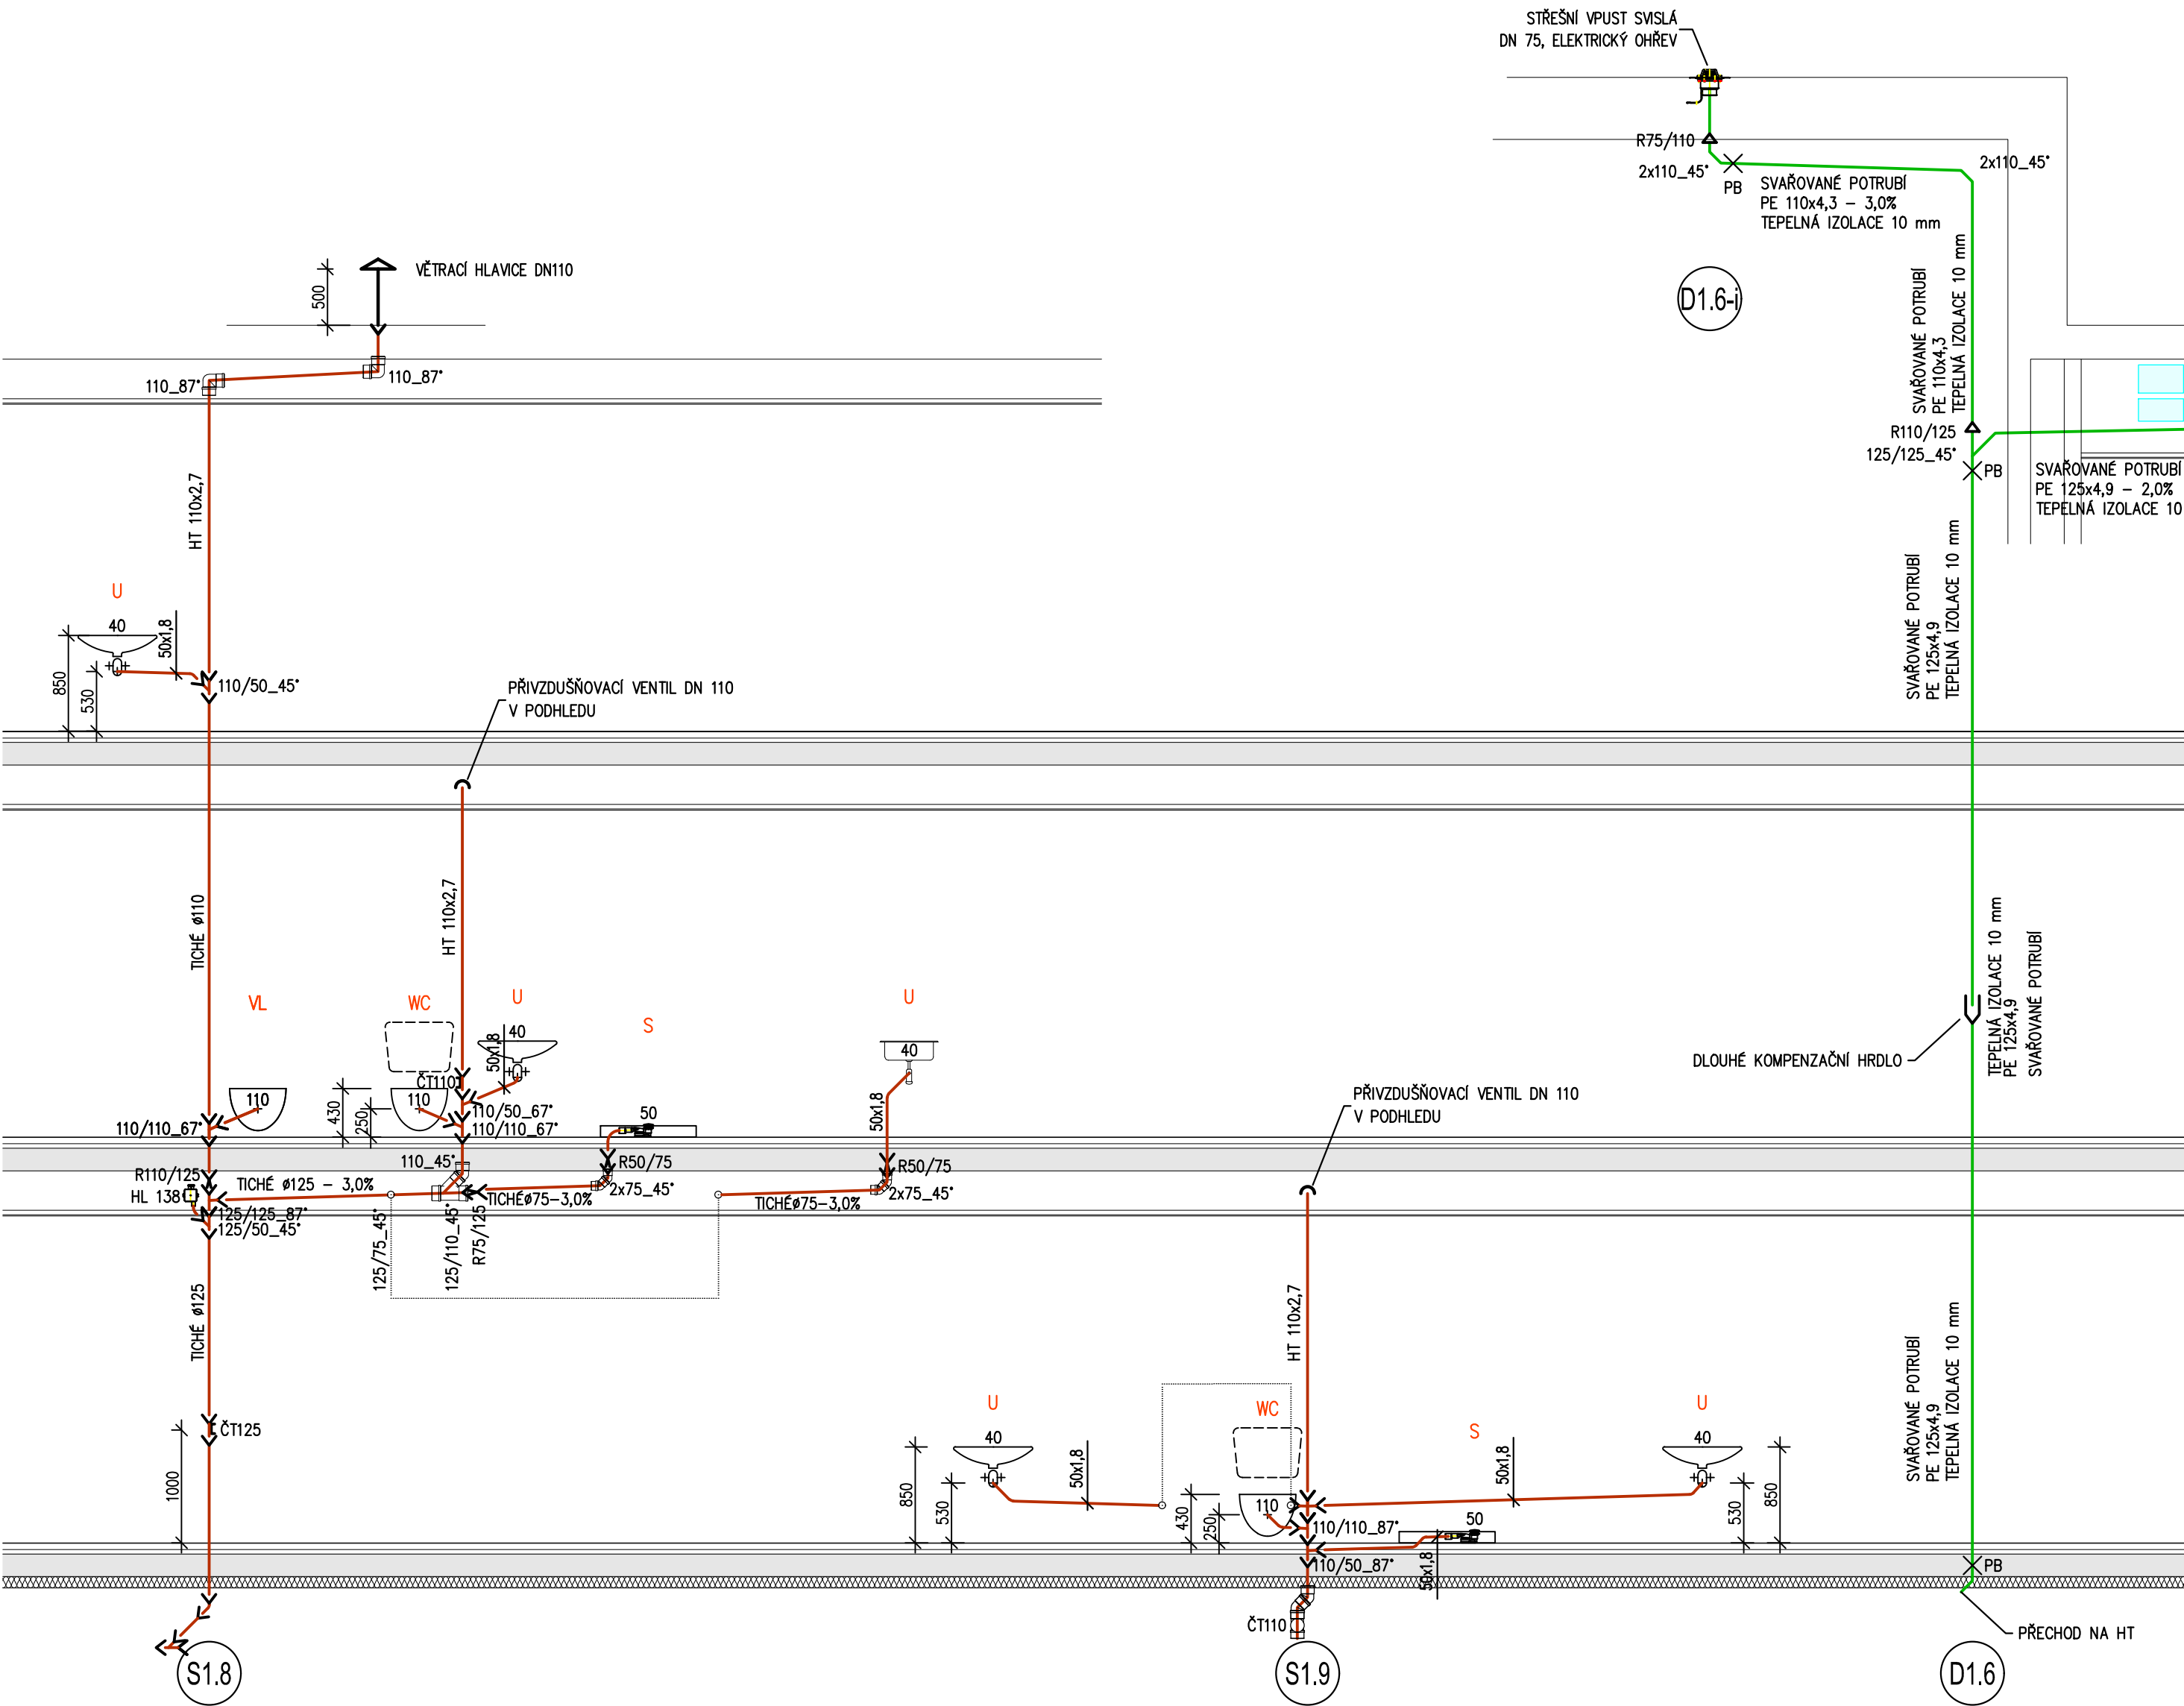 STŘEŠNÍ VPUST SVISLÁ
DN 75, ELEKTRICKÝ OHŘEV
R75/110
2x110_45°
PB
SVAŘOVANÉ POTRUBÍ
PE 110x4,3 – 3,0%
TEPELNÁ IZOLACE 10 mm
2x110_45°
D1.6-i
SVAŘOVANÉ POTRUBÍ
PE 110x4,3
TEPELNÁ IZOLACE 10 mm
R110/125
125/125_45°
PB
SVAŘOVANÉ POTRUBÍ
PE 125x4,9 – 2,0%
TEPELNÁ IZOLACE 10
SVAŘOVANÉ POTRUBÍ
PE 125x4,9
TEPELNÁ IZOLACE 10 mm
VĚTRACÍ HLAVICE DN110
500
110_87°
110_87°
HT 110x2,7
U
40
50x1,8
850
530
110/50_45°
PŘIVZDUŠŇOVACÍ VENTIL DN 110
V PODHLEDU
TICHÉ ø110
HT 110x2,7
VL
WC
U
S
U
110
430
250
110
ČT110
50x1,8
40
50
40
50x1,8
110/110_67°
110/50_67°
110/110_67°
110_45°
R110/125
HL 138
TICHÉ ø125 – 3,0%
125/125_87°
125/50_45°
125/75_45°
125/110_45°
R75/125
TICHÉø75–3,0%
R50/75
2x75_45°
TICHÉø75–3,0%
R50/75
2x75_45°
TEPELNÁ IZOLACE 10 mm
PE 125x4,9
SVAŘOVANÉ POTRUBÍ
DLOUHÉ KOMPENZAČNÍ HRDLO
PŘIVZDUŠŇOVACÍ VENTIL DN 110
V PODHLEDU
TICHÉ ø125
ČT125
1000
HT 110x2,7
U
40
850
530
50x1,8
WC
110
430
250
S
50
50x1,8
U
40
530
850
50x1,8
110/110_87°
110/50_87°
ČT110
SVAŘOVANÉ POTRUBÍ
PE 125x4,9
TEPELNÁ IZOLACE 10 mm
PB
PŘECHOD NA HT
S1.8
S1.9
D1.6